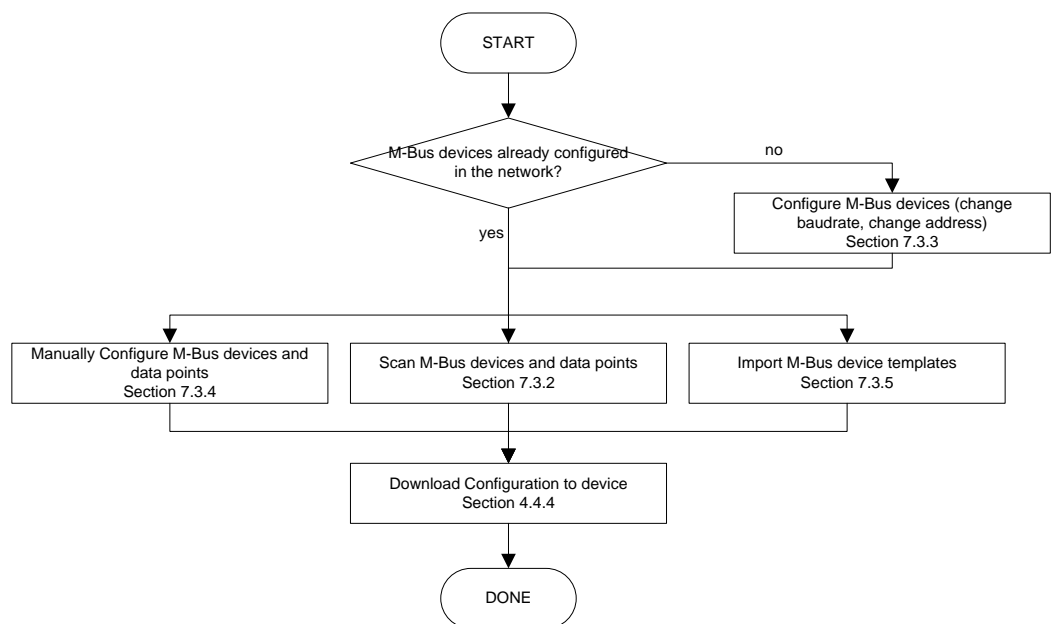 START
M-Bus devices already configured
in the network?
no
Configure M-Bus devices (change
baudrate, change address)
Section 7.3.3
yes
Manually Configure M-Bus devices and
data points
Section 7.3.4
Scan M-Bus devices and data points
Section 7.3.2
Import M-Bus device templates
Section 7.3.5
Download Configuration to device
Section 4.4.4
DONE